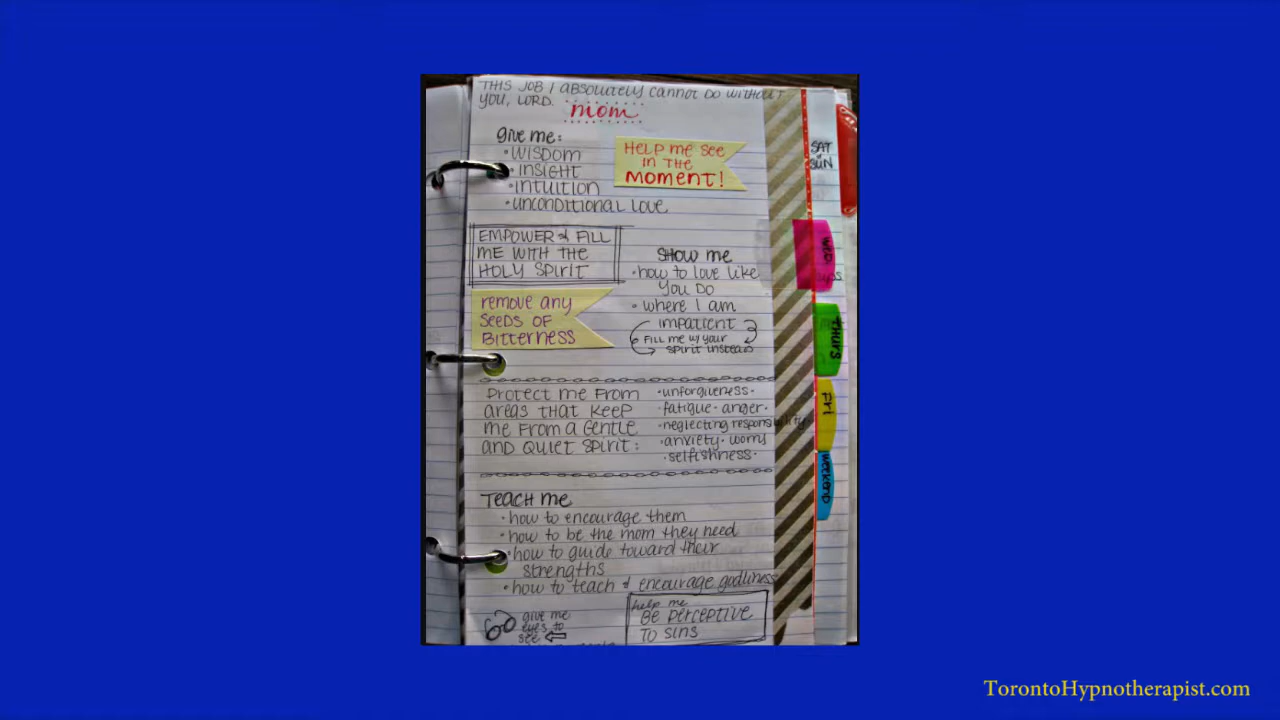 THIS JOB I ABSOLUTELY CANNOT DO WITHOUT
YOU, LORD.
mom
give me:
• WISDOM
• INSIGHT
• INTUITION
• UNCONDITIONAL LOVE
HELP ME SEE
IN THE
MOMENT!
EMPOWER & FILL
ME WITH THE
HOLY SPIRIT
SHOW me
• how to love like
YOU DO
• where I am
IMPATIENT
FILL me w/ your
SPIRIT INSTEAD
remove any
SEEDS OF
BITTERNESS
PROTECT ME FROM
AREAS THAT KEEP
ME FROM A GENTLE
AND QUIET SPIRIT:
• unforgiveness •
• fatigue • anger •
• neglecting responsibility
• anxiety • worry
• selfishness •
TEACH me
• how to encourage them
• how to be the mom they need
• how to guide toward their
strengths
• how to teach & encourage godliness
give me
eyes to
see
help me
BE PERCEPTIVE
TO SINS
SAT
SUN
WED
THURS
FRI
weekend
TorontoHypnotherapist.com